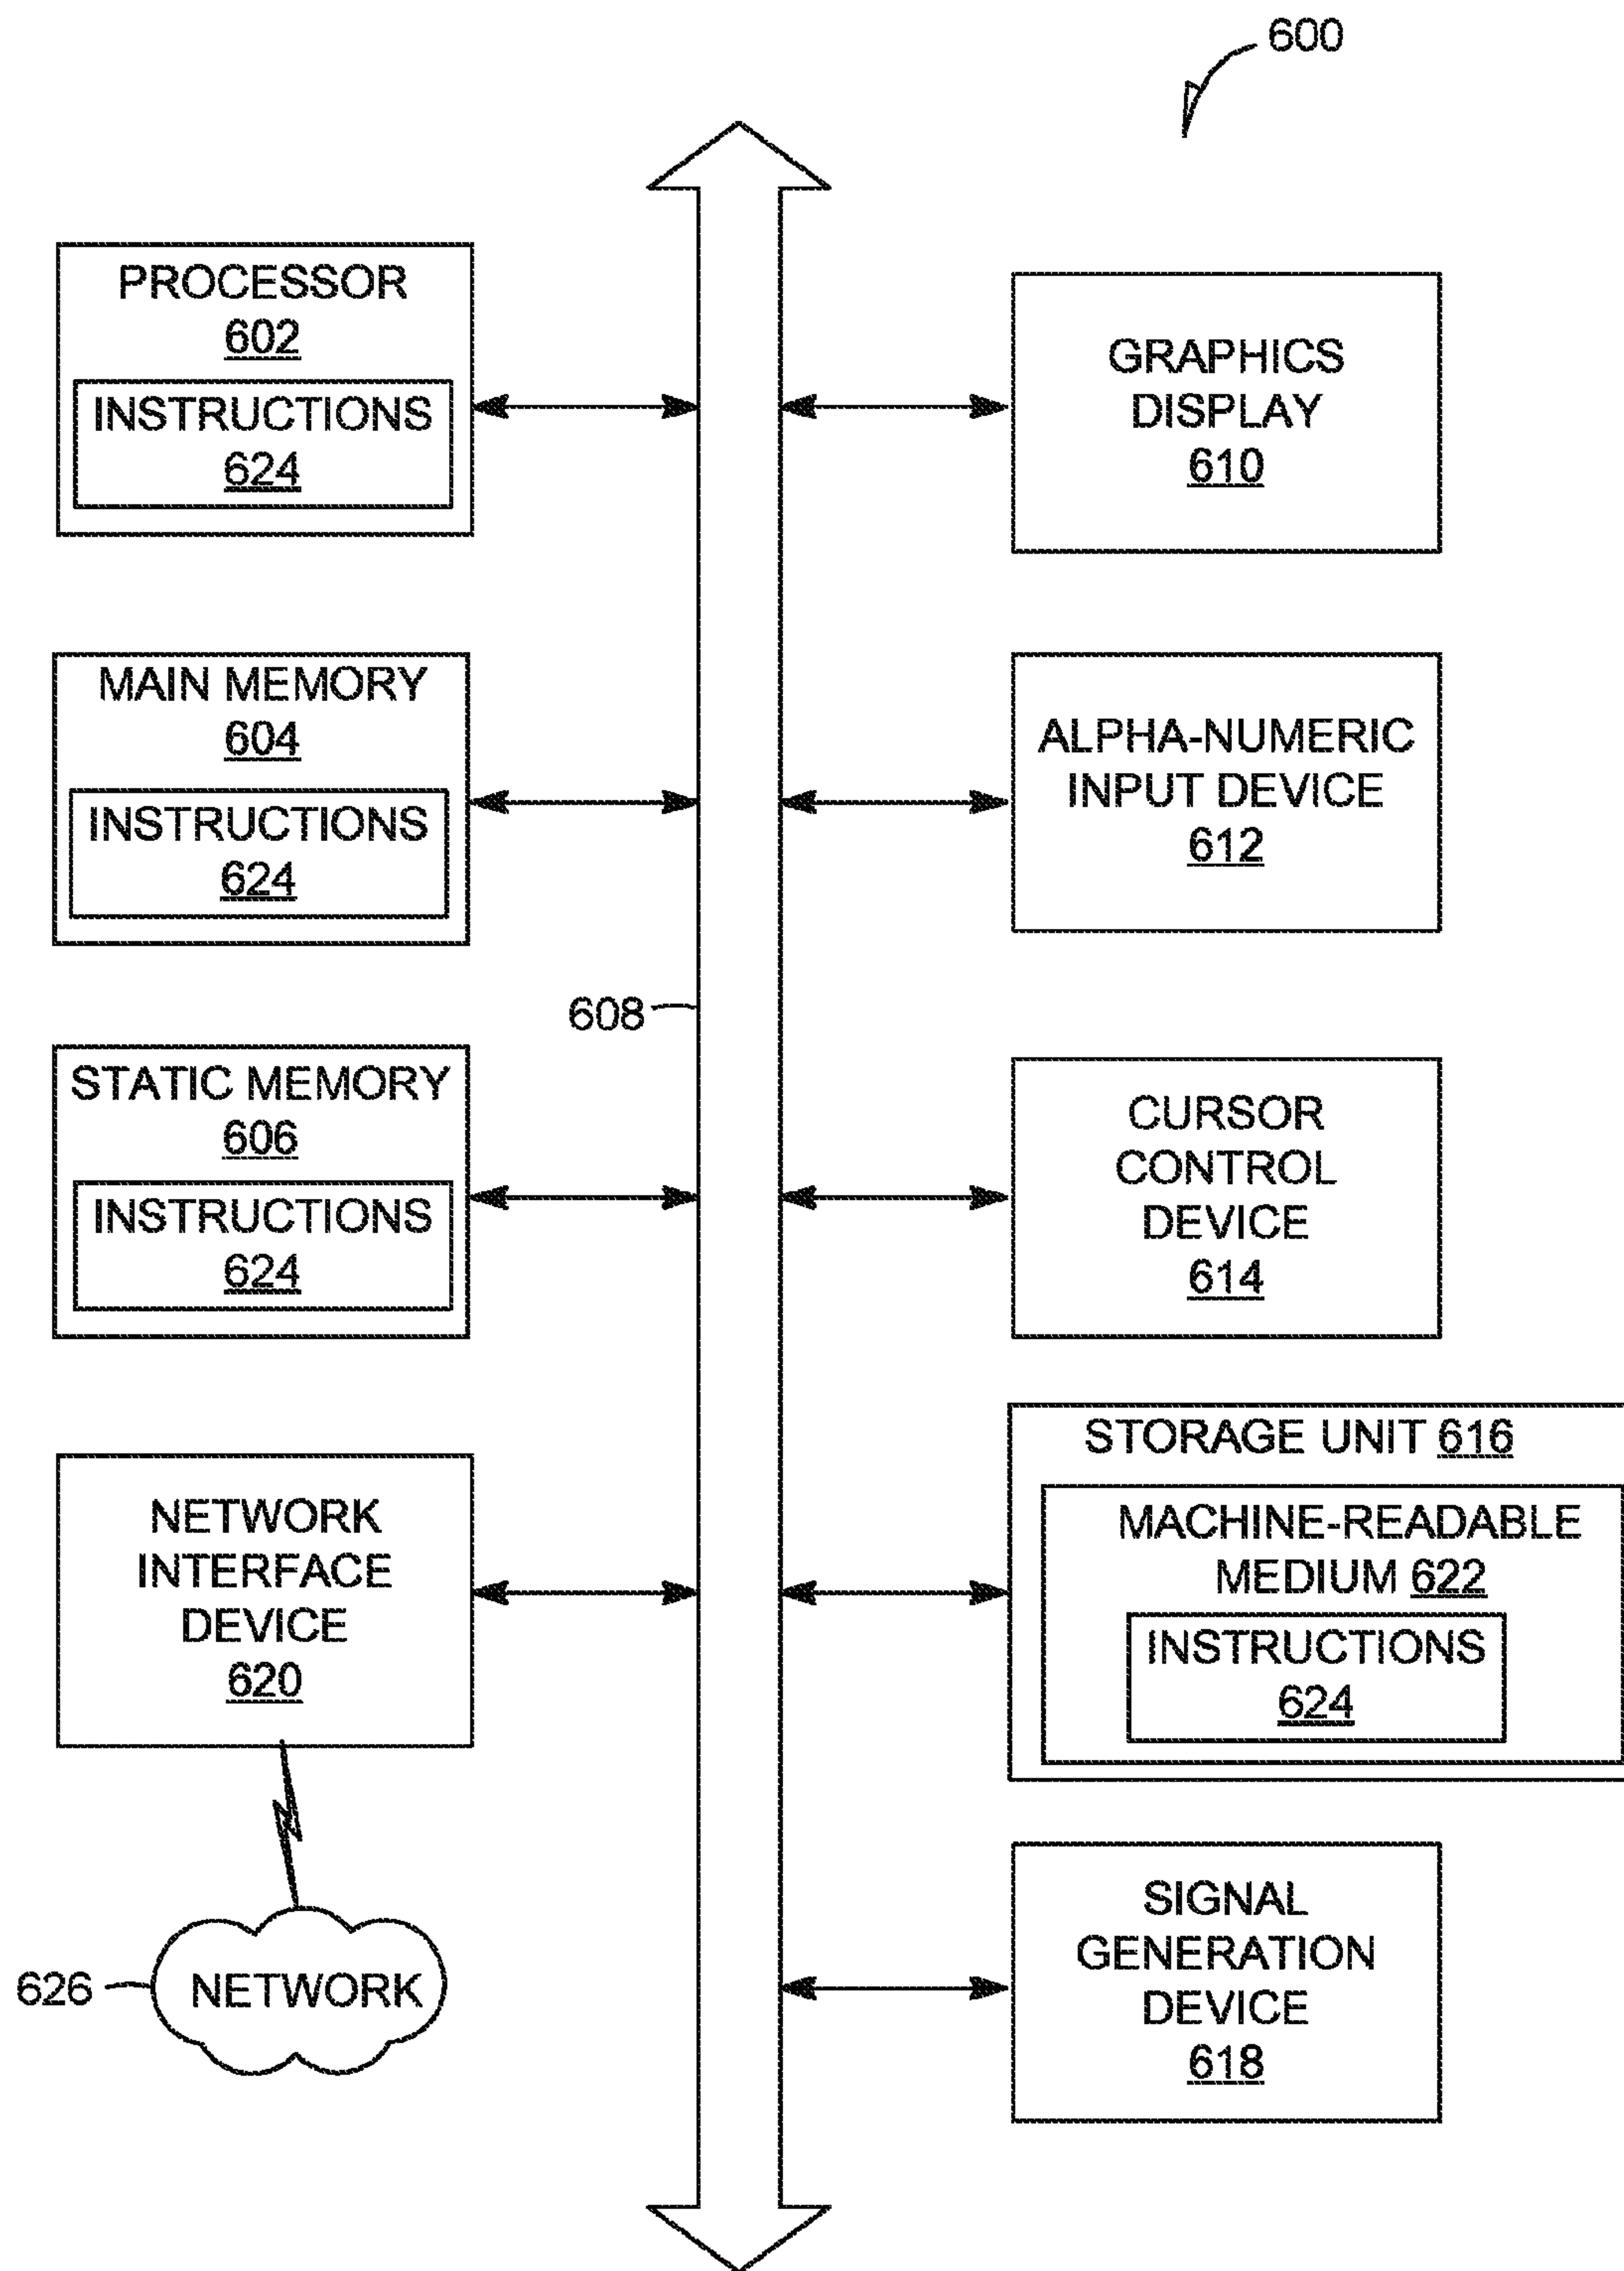 600
PROCESSOR
602
INSTRUCTIONS
624
GRAPHICS
DISPLAY
610
MAIN MEMORY
604
INSTRUCTIONS
624
ALPHA-NUMERIC
INPUT DEVICE
612
608
STATIC MEMORY
606
INSTRUCTIONS
624
CURSOR
CONTROL
DEVICE
614
NETWORK
INTERFACE
DEVICE
620
STORAGE UNIT 616
MACHINE-READABLE
MEDIUM 622
INSTRUCTIONS
624
626
NETWORK
SIGNAL
GENERATION
DEVICE
618